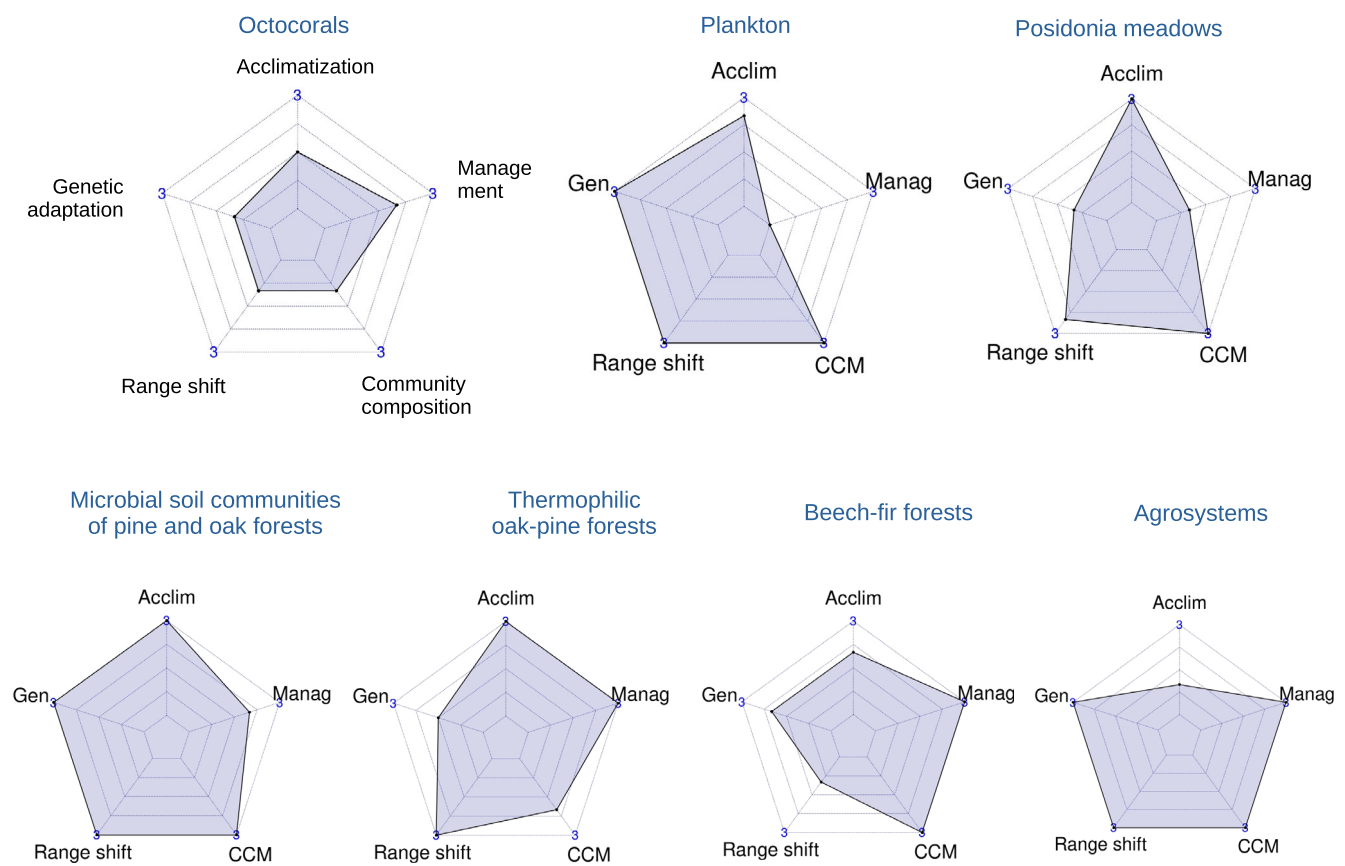 Octocorals
Acclimatization
3
Manage
ment
3
Genetic
adaptation
3
3
3
Range shift
Community
composition
Plankton
Acclim
3
Gen
3
Manag
3
3
3
Range shift
CCM
Posidonia meadows
Acclim
3
Gen
3
Manag
3
3
3
Range shift
CCM
Microbial soil communities
of pine and oak forests
Acclim
3
Gen
3
Manag
3
3
3
Range shift
CCM
Thermophilic
oak-pine forests
Acclim
3
Gen
3
Manag
3
3
3
Range shift
CCM
Beech-fir forests
Acclim
3
Gen
3
Manag
3
3
3
Range shift
CCM
Agrosystems
Acclim
3
Gen
3
Manag
3
3
3
Range shift
CCM